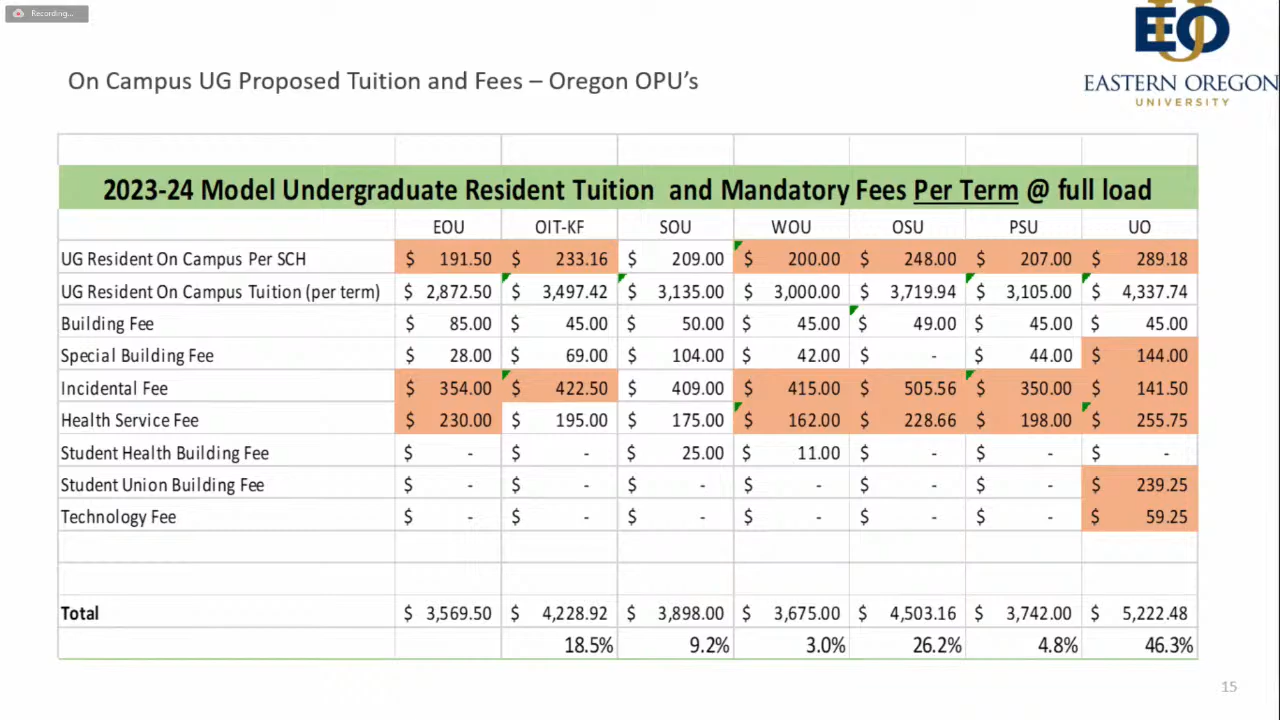 Recording...
EO
U
EASTERN OREGON
UNIVERSITY
On Campus UG Proposed Tuition and Fees – Oregon OPU's
2023-24 Model Undergraduate Resident Tuition and Mandatory Fees Per Term @ full load
EOU OIT-KF SOU WOU OSU PSU UO
UG Resident On Campus Per SCH $ 191.50 $ 233.16 $ 209.00 $ 200.00 $ 248.00 $ 207.00 $ 289.18
UG Resident On Campus Tuition (per term) $ 2,872.50 $ 3,497.42 $ 3,135.00 $ 3,000.00 $ 3,719.94 $ 3,105.00 $ 4,337.74
Building Fee $ 85.00 $ 45.00 $ 50.00 $ 45.00 $ 49.00 $ 45.00 $ 45.00
Special Building Fee $ 28.00 $ 69.00 $ 104.00 $ 42.00 $ - $ 44.00 $ 144.00
Incidental Fee $ 354.00 $ 422.50 $ 409.00 $ 415.00 $ 505.56 $ 350.00 $ 141.50
Health Service Fee $ 230.00 $ 195.00 $ 175.00 $ 162.00 $ 228.66 $ 198.00 $ 255.75
Student Health Building Fee $ - $ - $ 25.00 $ 11.00 $ - $ - $ -
Student Union Building Fee $ - $ - $ - $ - $ - $ - $ 239.25
Technology Fee $ - $ - $ - $ - $ - $ - $ 59.25
Total $ 3,569.50 $ 4,228.92 $ 3,898.00 $ 3,675.00 $ 4,503.16 $ 3,742.00 $ 5,222.48
18.5% 9.2% 3.0% 26.2% 4.8% 46.3%
15